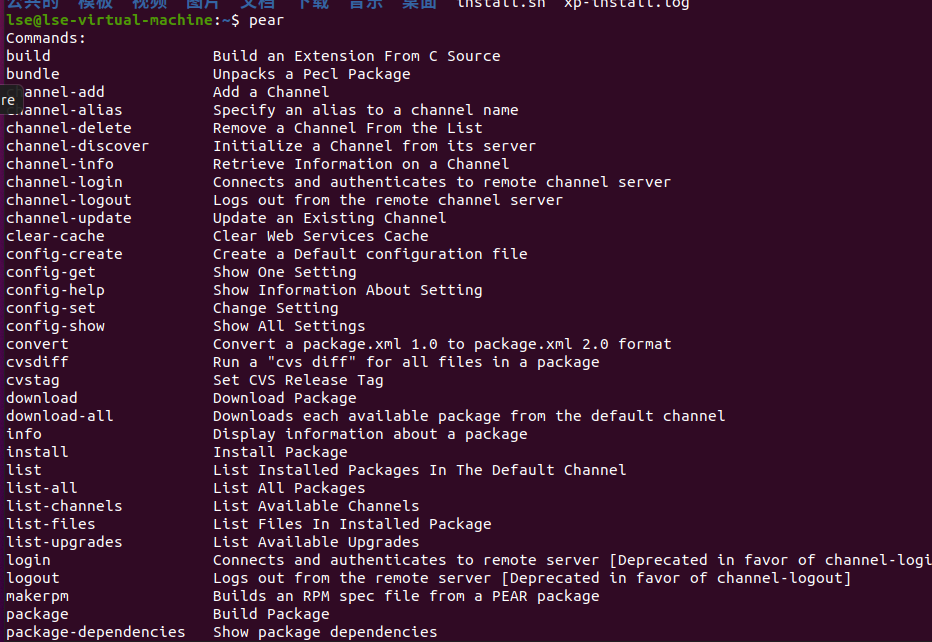 公共的 模板 视频 图片 文档 下载 音乐 桌面 install.sh xp-install.log
lse@lse-virtual-machine:~$ pear
Commands:
build Build an Extension From C Source
bundle Unpacks a Pecl Package
re
hannel-add Add a Channel
hannel-alias Specify an alias to a channel name
channel-delete Remove a Channel From the List
channel-discover Initialize a Channel from its server
channel-info Retrieve Information on a Channel
channel-login Connects and authenticates to remote channel server
channel-logout Logs out from the remote channel server
channel-update Update an Existing Channel
clear-cache Clear Web Services Cache
config-create Create a Default configuration file
config-get Show One Setting
config-help Show Information About Setting
config-set Change Setting
config-show Show All Settings
convert Convert a package.xml 1.0 to package.xml 2.0 format
cvsdiff Run a "cvs diff" for all files in a package
cvstag Set CVS Release Tag
download Download Package
download-all Downloads each available package from the default channel
info Display information about a package
install Install Package
list List Installed Packages In The Default Channel
list-all List All Packages
list-channels List Available Channels
list-files List Files In Installed Package
list-upgrades List Available Upgrades
login Connects and authenticates to remote server [Deprecated in favor of channel-logi
logout Logs out from the remote server [Deprecated in favor of channel-logout]
makerpm Builds an RPM spec file from a PEAR package
package Build Package
package-dependencies Show package dependencies